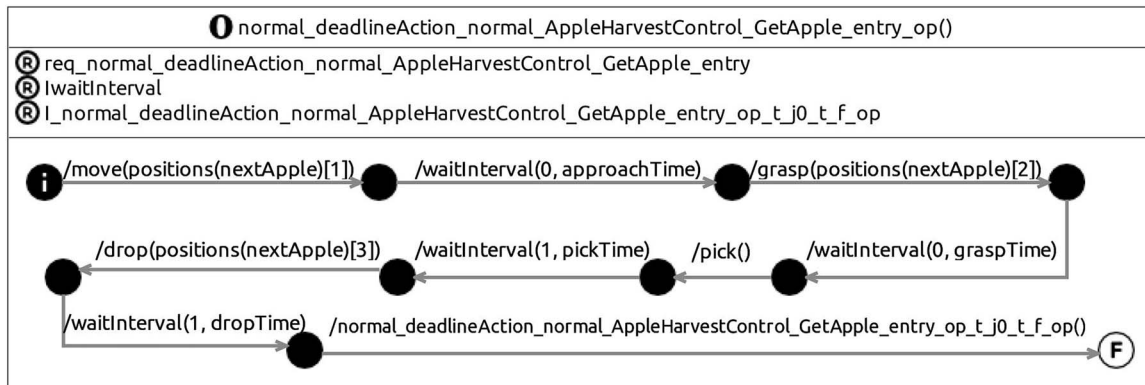 O normal_deadlineAction_normal_AppleHarvestControl_GetApple_entry_op()
R req_normal_deadlineAction_normal_AppleHarvestControl_GetApple_entry
R IwaitInterval
R I_normal_deadlineAction_normal_AppleHarvestControl_GetApple_entry_op_t_j0_t_f_op
i /move(positions(nextApple)[1]) /waitInterval(0, approachTime) /grasp(positions(nextApple)[2])
/drop(positions(nextApple)[3]) /waitInterval(1, pickTime) /pick() /waitInterval(0, graspTime)
/waitInterval(1, dropTime) /normal_deadlineAction_normal_AppleHarvestControl_GetApple_entry_op_t_j0_t_f_op() F